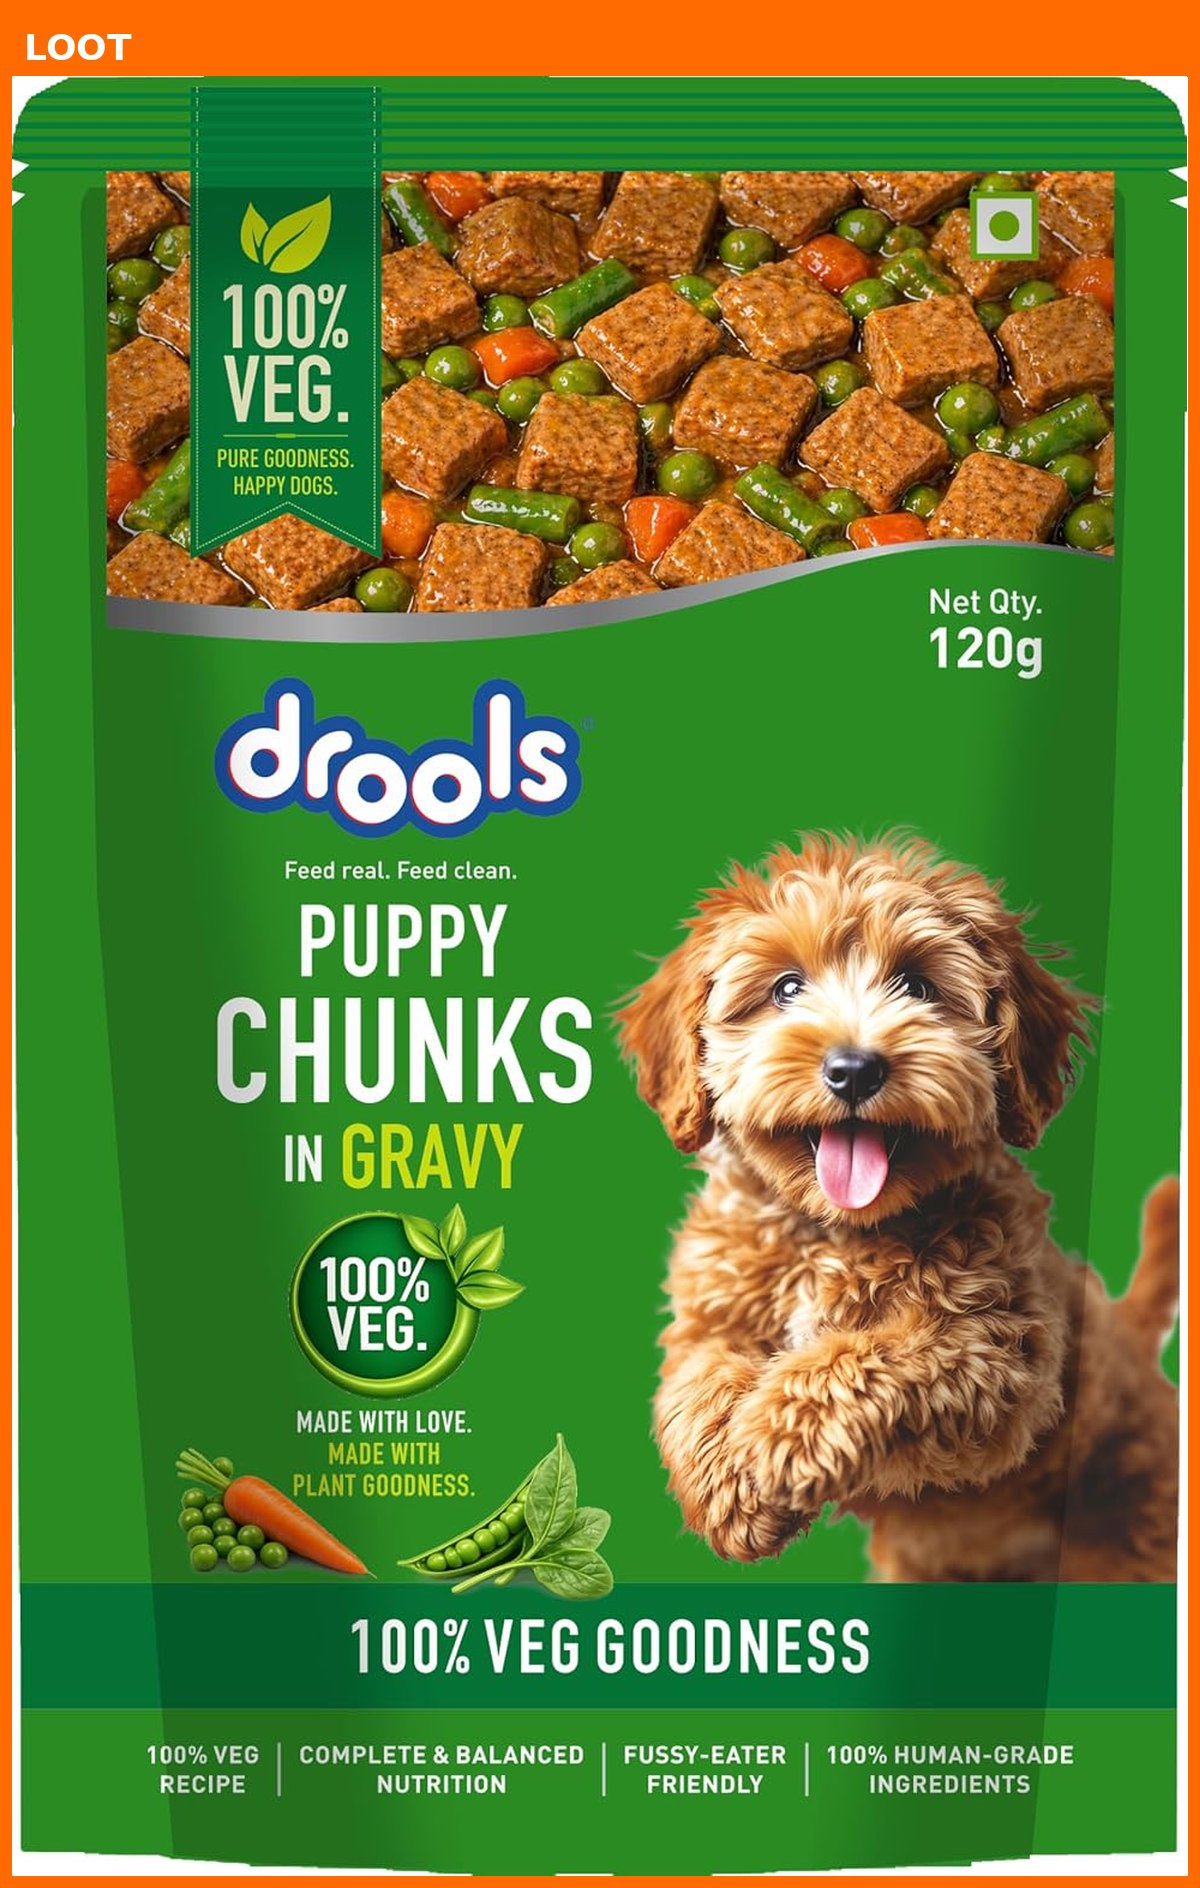 LOOT
100%
VEG.
PURE GOODNESS.
HAPPY DOGS.
Net Qty.
120g
drools
Feed real. Feed clean.
PUPPY
CHUNKS
IN GRAVY
100%
VEG.
MADE WITH LOVE.
MADE WITH
PLANT GOODNESS.
100% VEG GOODNESS
100% VEG
RECIPE
COMPLETE & BALANCED
NUTRITION
FUSSY-EATER
FRIENDLY
100% HUMAN-GRADE
INGREDIENTS